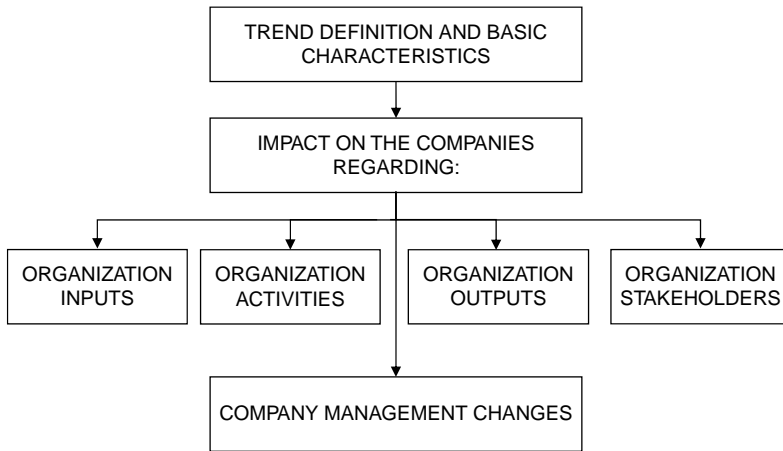 TREND DEFINITION AND BASIC
CHARACTERISTICS
IMPACT ON THE COMPANIES
REGARDING:
ORGANIZATION
INPUTS
ORGANIZATION
ACTIVITIES
ORGANIZATION
OUTPUTS
ORGANIZATION
STAKEHOLDERS
COMPANY MANAGEMENT CHANGES